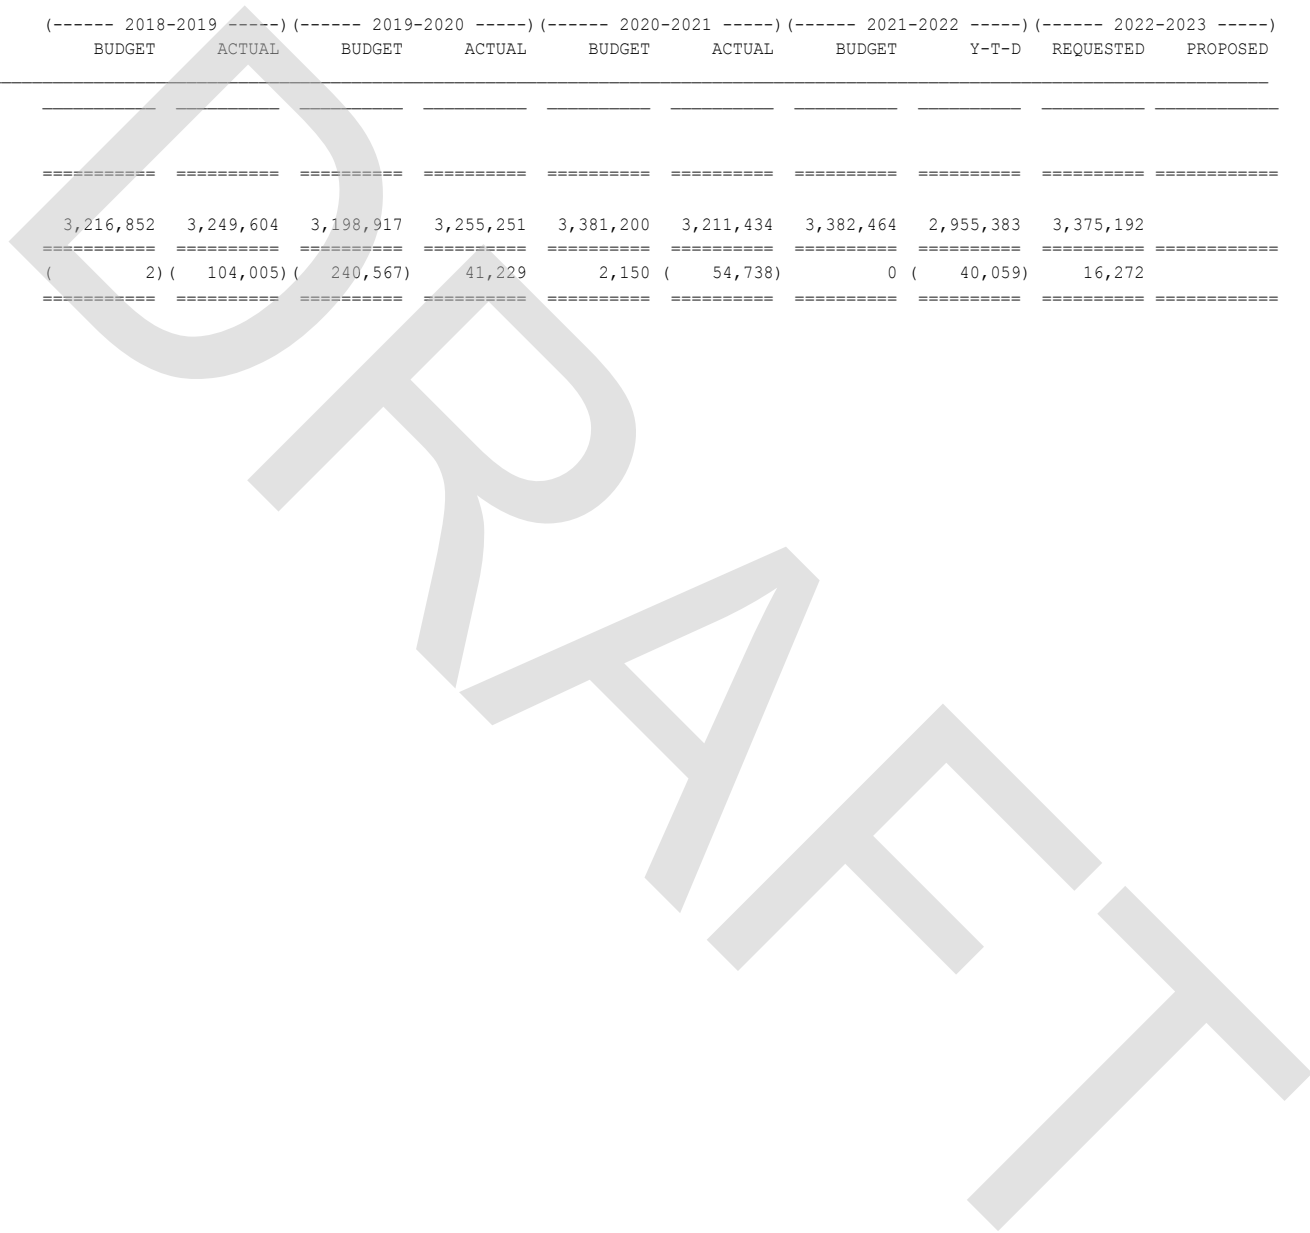 (------ 2018-2019 -----)(------ 2019-2020 -----)(------ 2020-2021 -----)(------ 2021-2022 -----)(------ 2022-2023 -----)
BUDGET ACTUAL BUDGET ACTUAL BUDGET ACTUAL BUDGET Y-T-D REQUESTED PROPOSED
3,216,852 3,249,604 3,198,917 3,255,251 3,381,200 3,211,434 3,382,464 2,955,383 3,375,192
( 2)( 104,005)( 240,567) 41,229 2,150 ( 54,738) 0 ( 40,059) 16,272
DRAFT